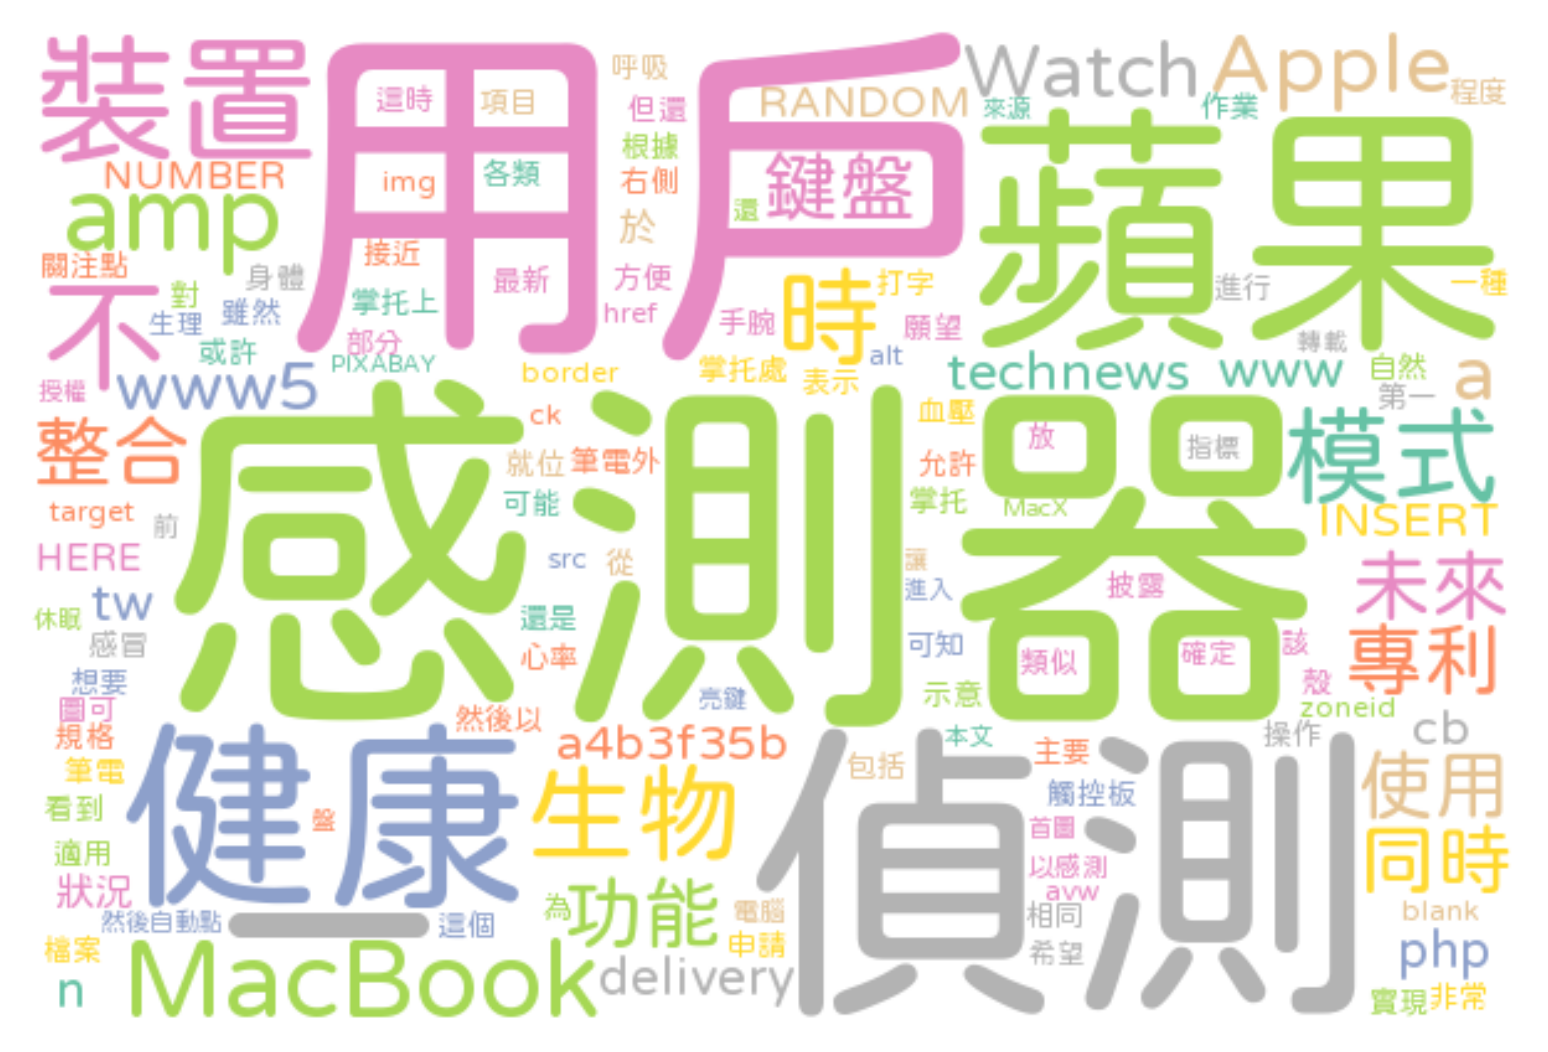 裝置
用戶
呼吸
Watch
Apple
程度
這時
項目
但還
RANDOM
來源
作業
蘋果
根據
NUMBER
img
各類
右側
鍵盤
amp
還
於
關注點
身體
接近
最新
方便
時
打字
進行
一種
不
對
生理
雖然
掌托上
href
手腕
願望
部分
或許
PIXABAY
border
掌托處
表示
alt
technews
www
轉載
自然
a
授權
www5
第一
整合
感測器
ck
血壓
放
指標
模式
就位
筆電外
允許
target
前
可能
掌托
MacX
INSERT
HERE
src
從
讓
進入
披露
未來
tw
休眠
還是
感冒
心率
可知
類似
確定
該
專利
想要
亮鍵
示意
殼
zoneid
圖可
然後以
規格
健康
a4b3f35b
本文
操作
cb
筆電
生物
包括
偵測
主要
使用
看到
盤
觸控板
適用
首圖
同時
狀況
以感測
avw
然後自動點
一
這個
為
功能
電腦
相同
blank
檔案
MacBook
申請
希望
php
n
delivery
實現
非常